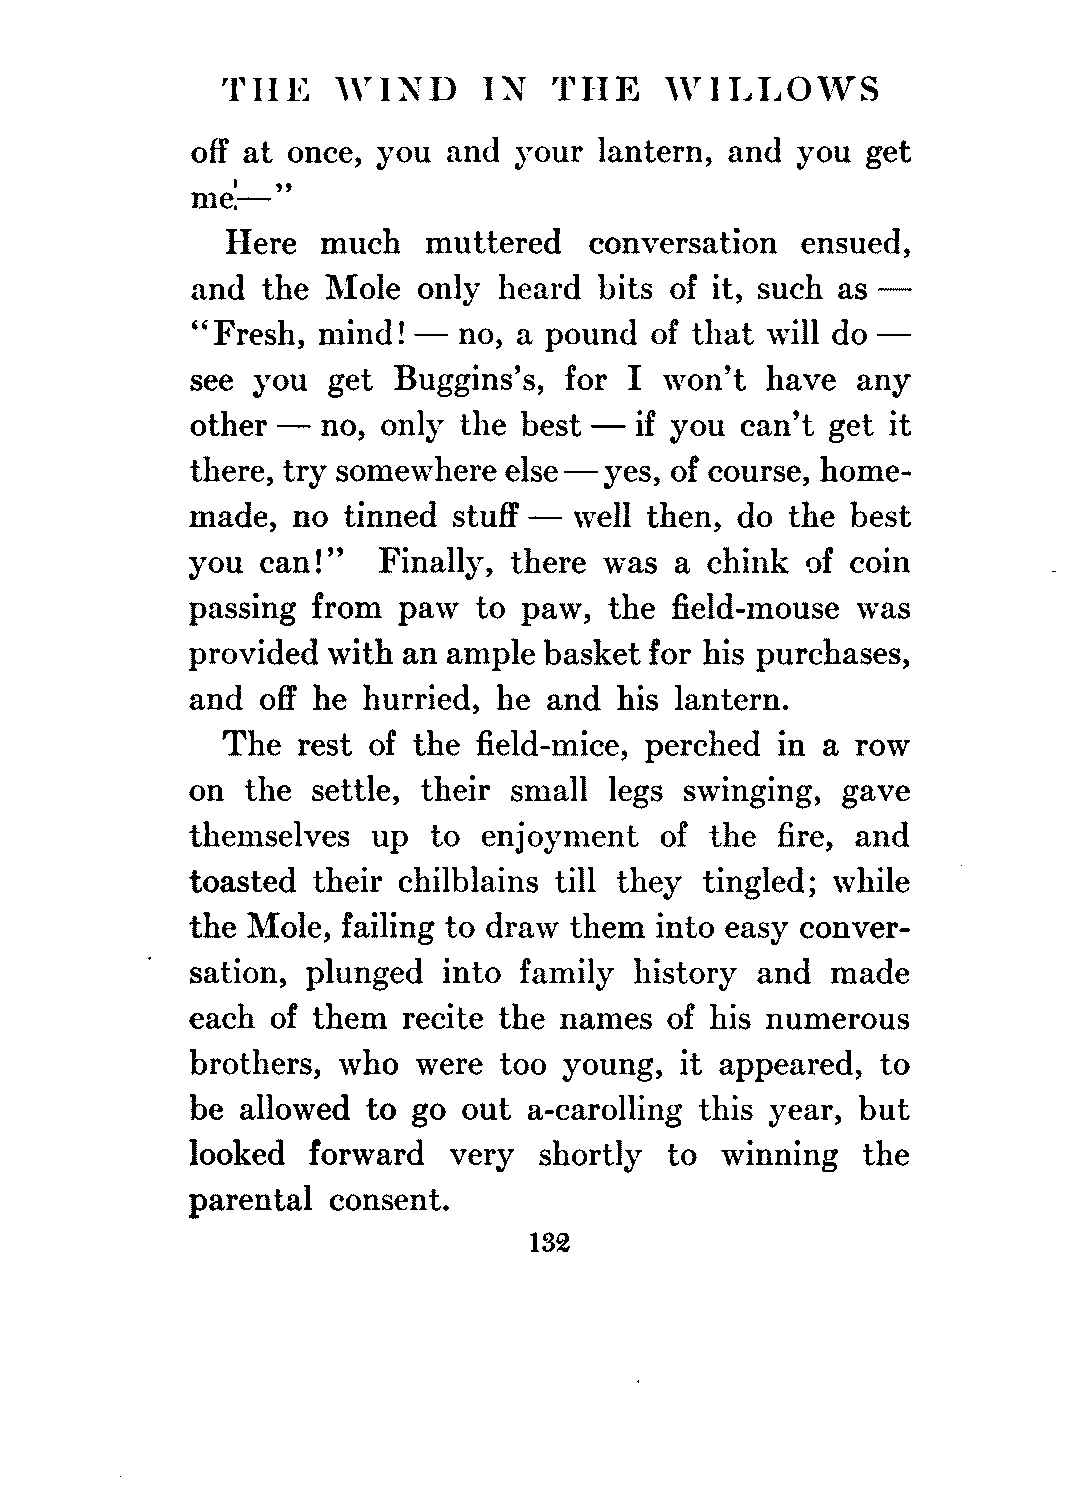 THE WIND IN THE WILLOWS
off at once, you and your lantern, and you get
me—”
Here much muttered conversation ensued,
and the Mole only heard bits of it, such as —
“Fresh, mind! — no, a pound of that will do —
see you get Buggins’s, for I won’t have any
other — no, only the best — if you can’t get it
there, try somewhere else — yes, of course, home-
made, no tinned stuff — well then, do the best
you can!” Finally, there was a chink of coin
passing from paw to paw, the field-mouse was
provided with an ample basket for his purchases,
and off he hurried, he and his lantern.
The rest of the field-mice, perched in a row
on the settle, their small legs swinging, gave
themselves up to enjoyment of the fire, and
toasted their chilblains till they tingled; while
the Mole, failing to draw them into easy conver-
sation, plunged into family history and made
each of them recite the names of his numerous
brothers, who were too young, it appeared, to
be allowed to go out a-carolling this year, but
looked forward very shortly to winning the
parental consent.
132